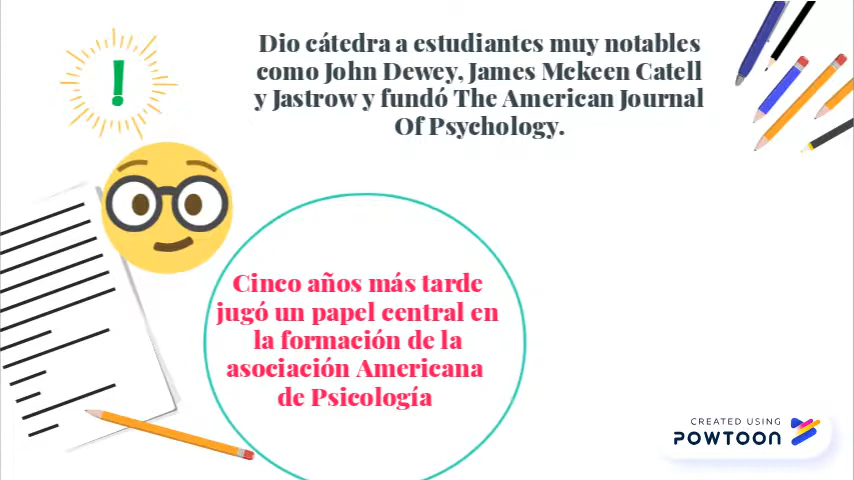 !
Dio cátedra a estudiantes muy notables
como John Dewey, James Mckeen Catell
y Jastrow y fundó The American Journal
Of Psychology.
Cinco años más tarde
jugó un papel central en
la formación de la
asociación Americana
de Psicología
CREATED USING
POWTOON